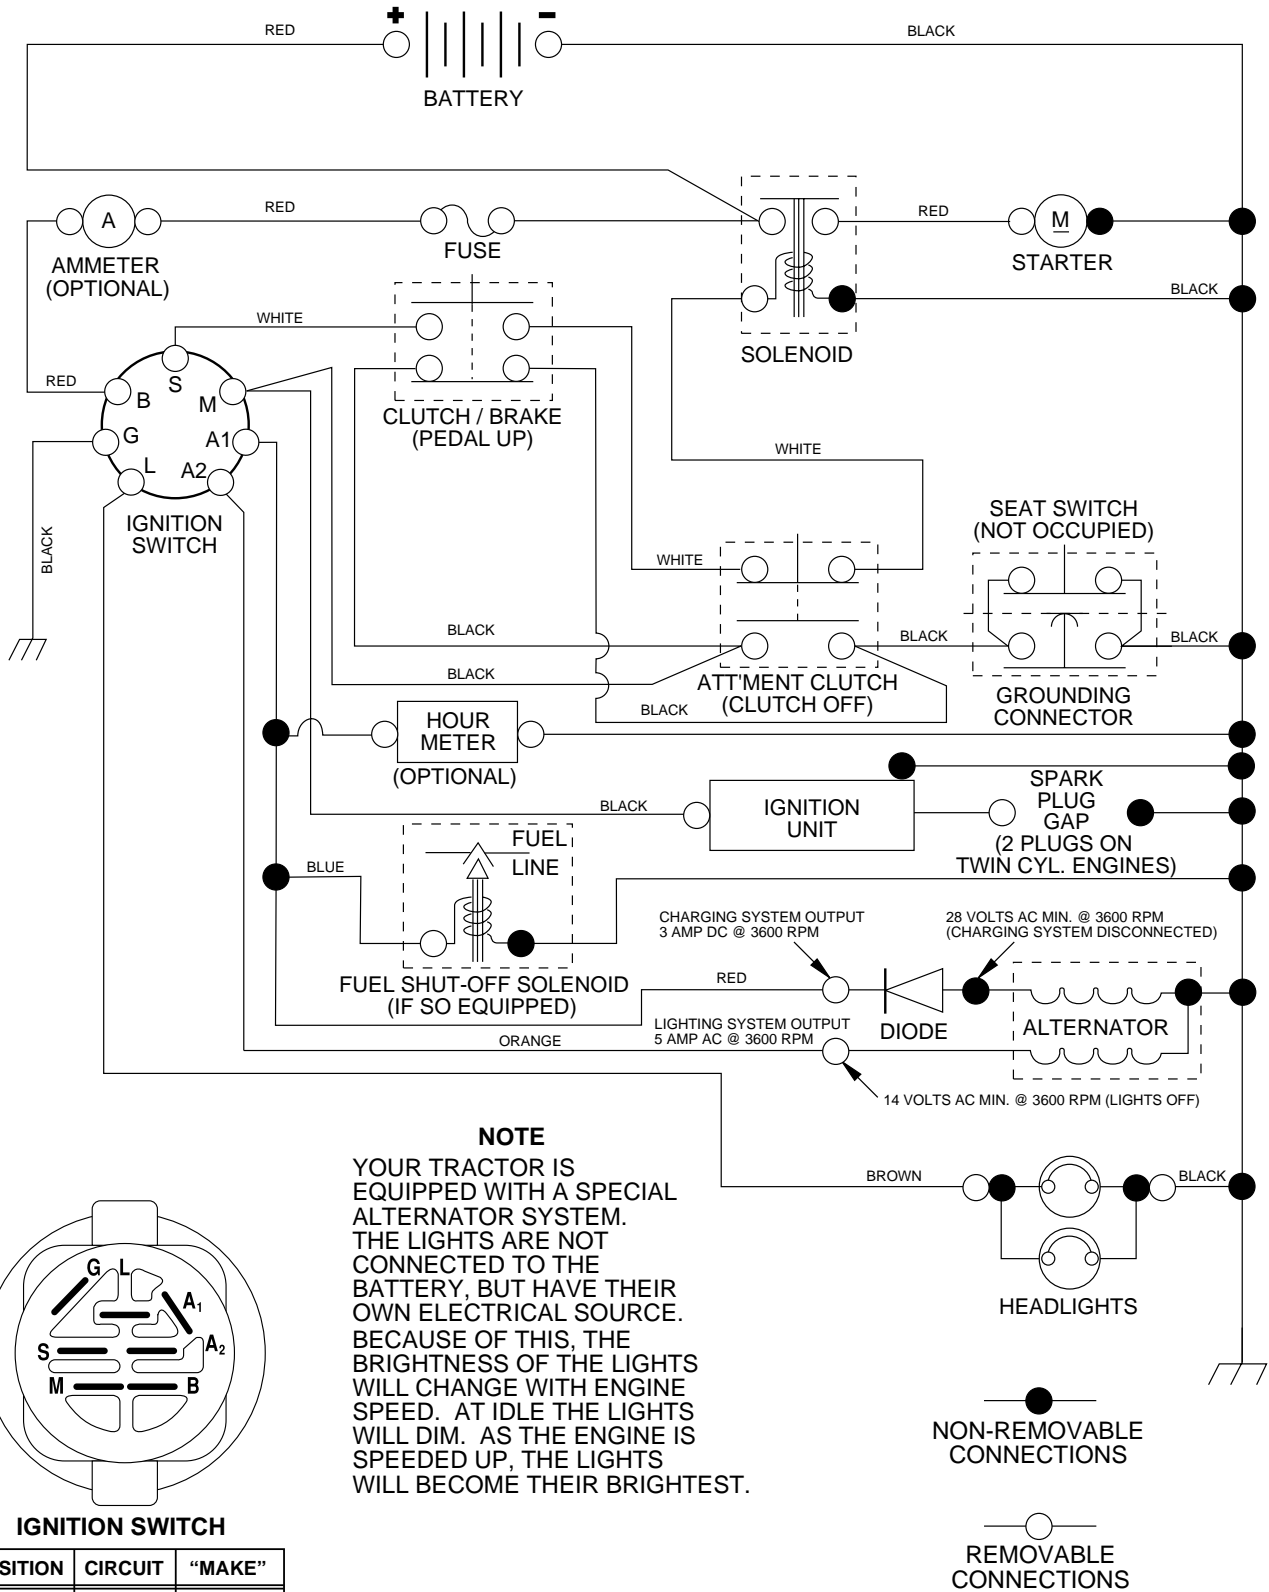 +
-
RED
BLACK
BATTERY
A
RED
AMMETER
(OPTIONAL)
FUSE
RED
M
STARTER
BLACK
SOLENOID
WHITE
CLUTCH / BRAKE
(PEDAL UP)
RED
S
B
M
G
A1
L
A2
IGNITION
SWITCH
BLACK
WHITE
WHITE
SEAT SWITCH
(NOT OCCUPIED)
BLACK
BLACK
BLACK
BLACK
ATT'MENT CLUTCH
(CLUTCH OFF)
BLACK
GROUNDING
CONNECTOR
HOUR
METER
(OPTIONAL)
BLACK
IGNITION
UNIT
SPARK
PLUG
GAP
(2 PLUGS ON
TWIN CYL. ENGINES)
FUEL
LINE
BLUE
FUEL SHUT-OFF SOLENOID
(IF SO EQUIPPED)
CHARGING SYSTEM OUTPUT
3 AMP DC @ 3600 RPM
28 VOLTS AC MIN. @ 3600 RPM
(CHARGING SYSTEM DISCONNECTED)
RED
DIODE
ALTERNATOR
LIGHTING SYSTEM OUTPUT
5 AMP AC @ 3600 RPM
ORANGE
14 VOLTS AC MIN. @ 3600 RPM (LIGHTS OFF)
BROWN
BLACK
HEADLIGHTS
NOTE
YOUR TRACTOR IS
EQUIPPED WITH A SPECIAL
ALTERNATOR SYSTEM.
THE LIGHTS ARE NOT
CONNECTED TO THE
BATTERY, BUT HAVE THEIR
OWN ELECTRICAL SOURCE.
BECAUSE OF THIS, THE
BRIGHTNESS OF THE LIGHTS
WILL CHANGE WITH ENGINE
SPEED. AT IDLE THE LIGHTS
WILL DIM. AS THE ENGINE IS
SPEEDED UP, THE LIGHTS
WILL BECOME THEIR BRIGHTEST.
G
L
A1
A2
S
M
B
IGNITION SWITCH
SITION CIRCUIT “MAKE”
NON-REMOVABLE
CONNECTIONS
REMOVABLE
CONNECTIONS